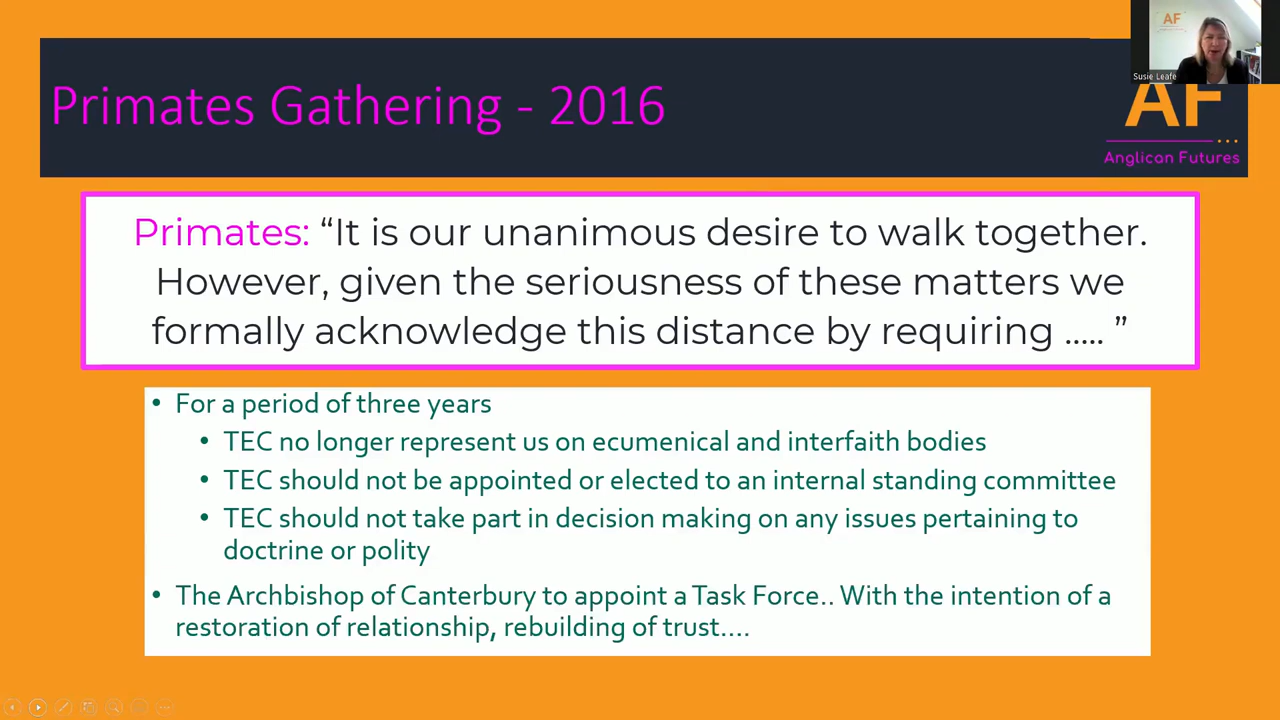 AF
Susie Leafe
Primates Gathering - 2016
AF
Anglican Futures
Primates: “It is our unanimous desire to walk together.
However, given the seriousness of these matters we
formally acknowledge this distance by requiring ..... ”
• For a period of three years
• TEC no longer represent us on ecumenical and interfaith bodies
• TEC should not be appointed or elected to an internal standing committee
• TEC should not take part in decision making on any issues pertaining to
doctrine or polity
• The Archbishop of Canterbury to appoint a Task Force.. With the intention of a
restoration of relationship, rebuilding of trust....